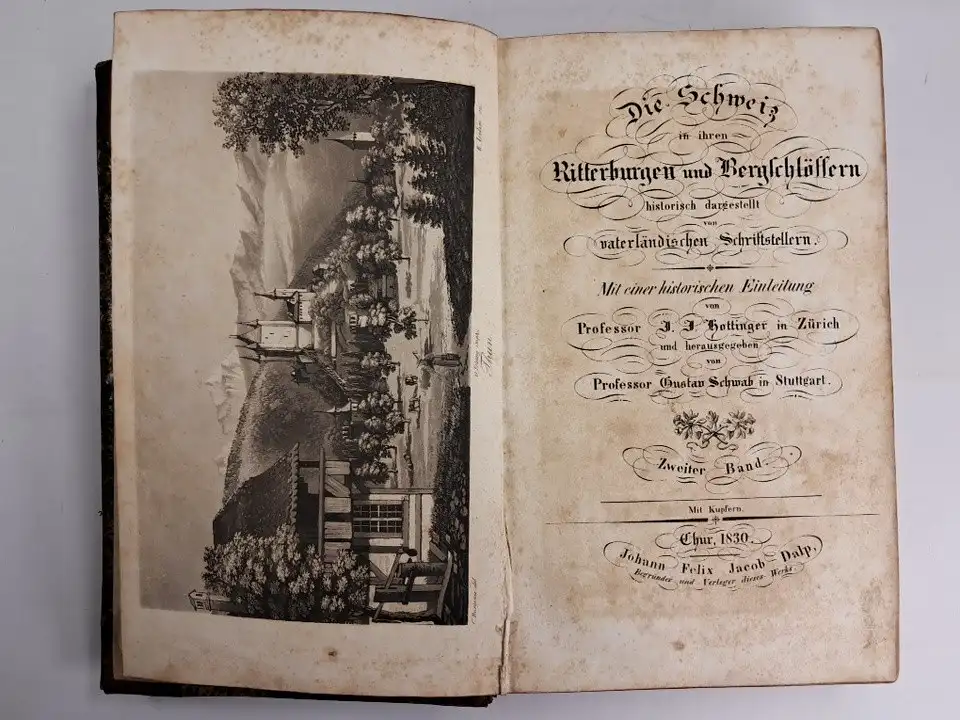 Thun.
Die Schweiz
in ihren
Ritterburgen und Bergschlössern
historisch dargestellt
von
vaterländischen Schriftstellern.
Mit einer historischen Einleitung
von
Professor J. J. Hottinger in Zürich
und herausgegeben
von
Professor Gustav Schwab in Stuttgart.
Zweiter Band.
Mit Kupfern.
Chur, 1830.
Johann Felix Jacob Dalp,
Begründer und Verleger dieses Werks.